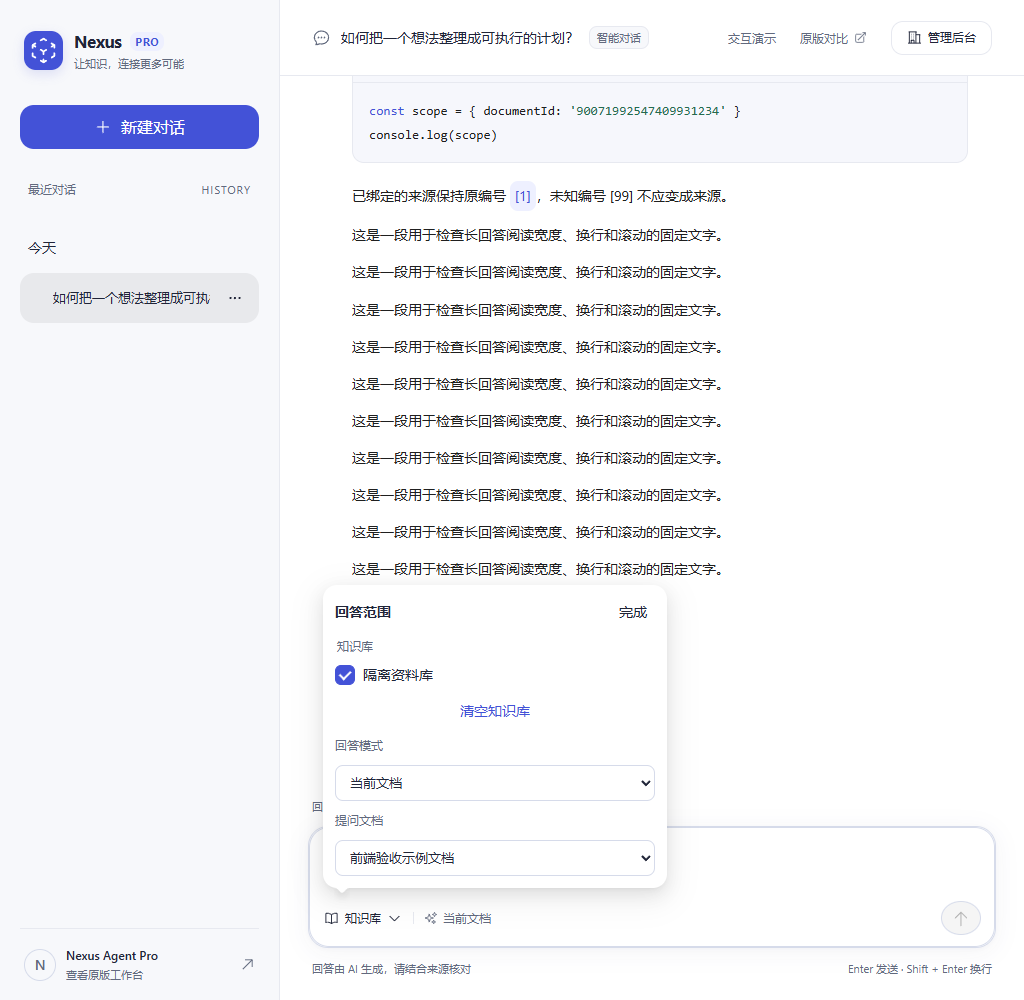 Nexus PRO
让知识，连接更多可能
新建对话
最近对话 HISTORY
今天
如何把一个想法整理成可执
Nexus Agent Pro
查看原版工作台
N
如何把一个想法整理成可执行的计划？ 智能对话 交互演示 原版对比 管理后台
const scope = { documentId: '90071992547409931234' }
console.log(scope)
已绑定的来源保持原编号 [1] ，未知编号 [99] 不应变成来源。
这是一段用于检查长回答阅读宽度、换行和滚动的固定文字。
这是一段用于检查长回答阅读宽度、换行和滚动的固定文字。
这是一段用于检查长回答阅读宽度、换行和滚动的固定文字。
这是一段用于检查长回答阅读宽度、换行和滚动的固定文字。
这是一段用于检查长回答阅读宽度、换行和滚动的固定文字。
这是一段用于检查长回答阅读宽度、换行和滚动的固定文字。
这是一段用于检查长回答阅读宽度、换行和滚动的固定文字。
这是一段用于检查长回答阅读宽度、换行和滚动的固定文字。
这是一段用于检查长回答阅读宽度、换行和滚动的固定文字。
这是一段用于检查长回答阅读宽度、换行和滚动的固定文字。
回答范围 完成
知识库
隔离资料库
清空知识库
回答模式
当前文档
回
提问文档
前端验收示例文档
知识库 当前文档
回答由 AI 生成，请结合来源核对 Enter 发送 · Shift + Enter 换行